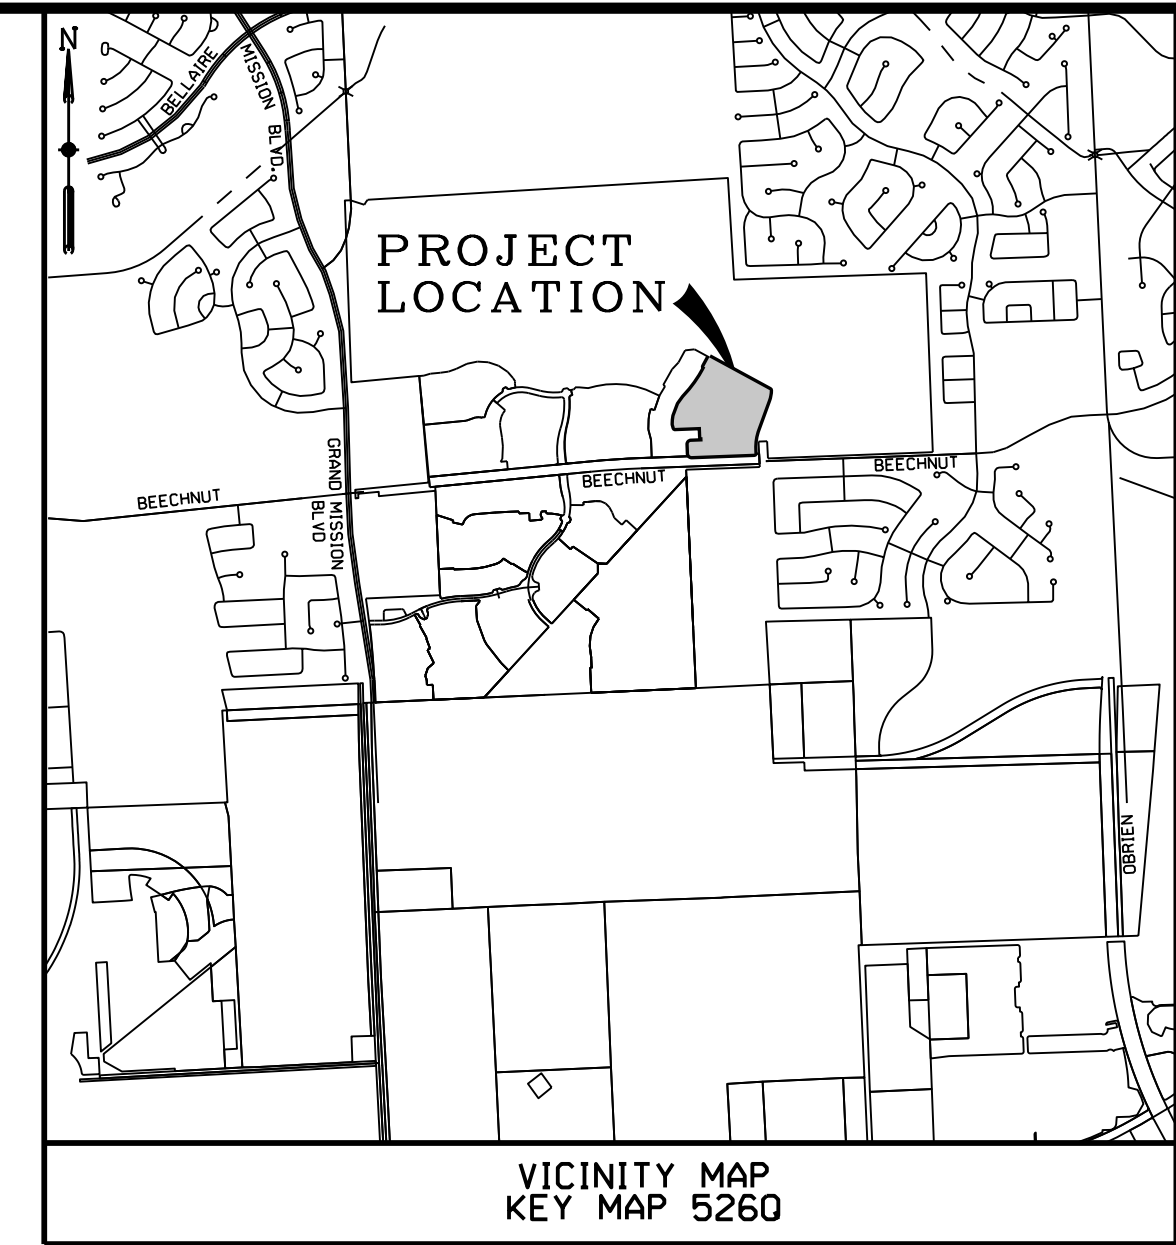 N
BELLAIRE
MISSION BLVD.
PROJECT
LOCATION
GRAND MISSION
BLVD
BEECHNUT
BEECHNUT
BEECHNUT
OBRIEN
VICINITY MAP
KEY MAP 526Q